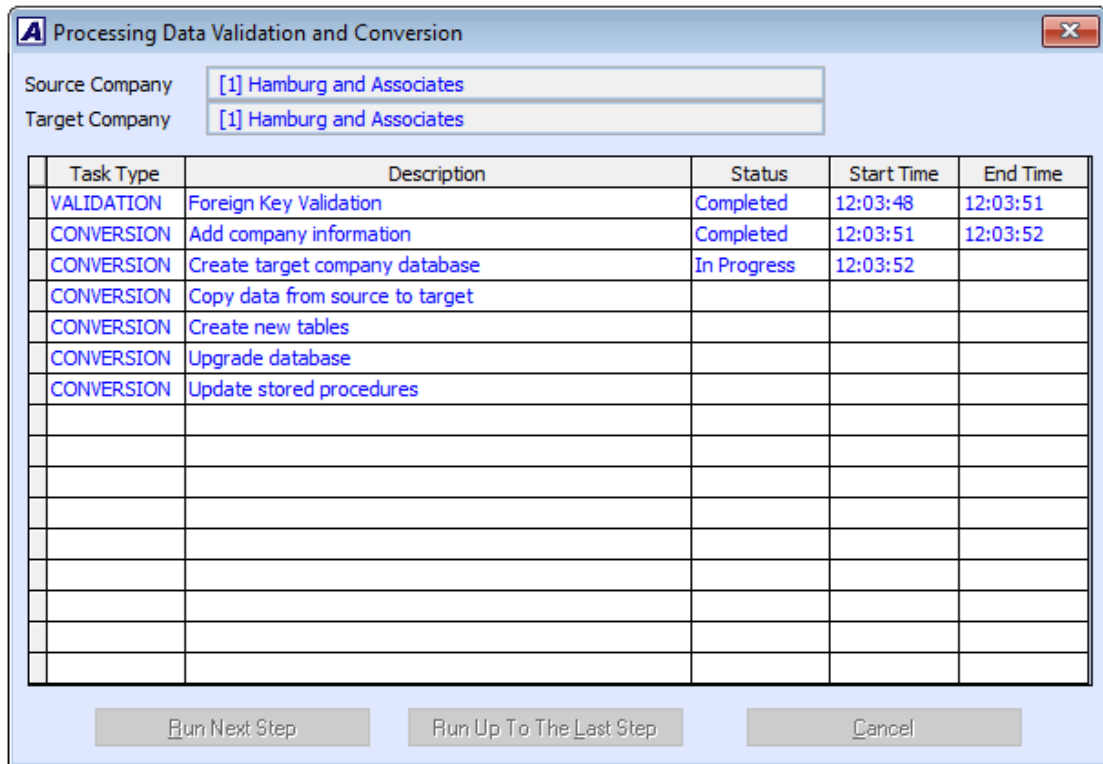 A Processing Data Validation and Conversion
Source Company [1] Hamburg and Associates
Target Company [1] Hamburg and Associates
Task Type Description Status Start Time End Time
VALIDATION Foreign Key Validation Completed 12:03:48 12:03:51
CONVERSION Add company information Completed 12:03:51 12:03:52
CONVERSION Create target company database In Progress 12:03:52
CONVERSION Copy data from source to target
CONVERSION Create new tables
CONVERSION Upgrade database
CONVERSION Update stored procedures
Run Next Step Run Up To The Last Step Cancel